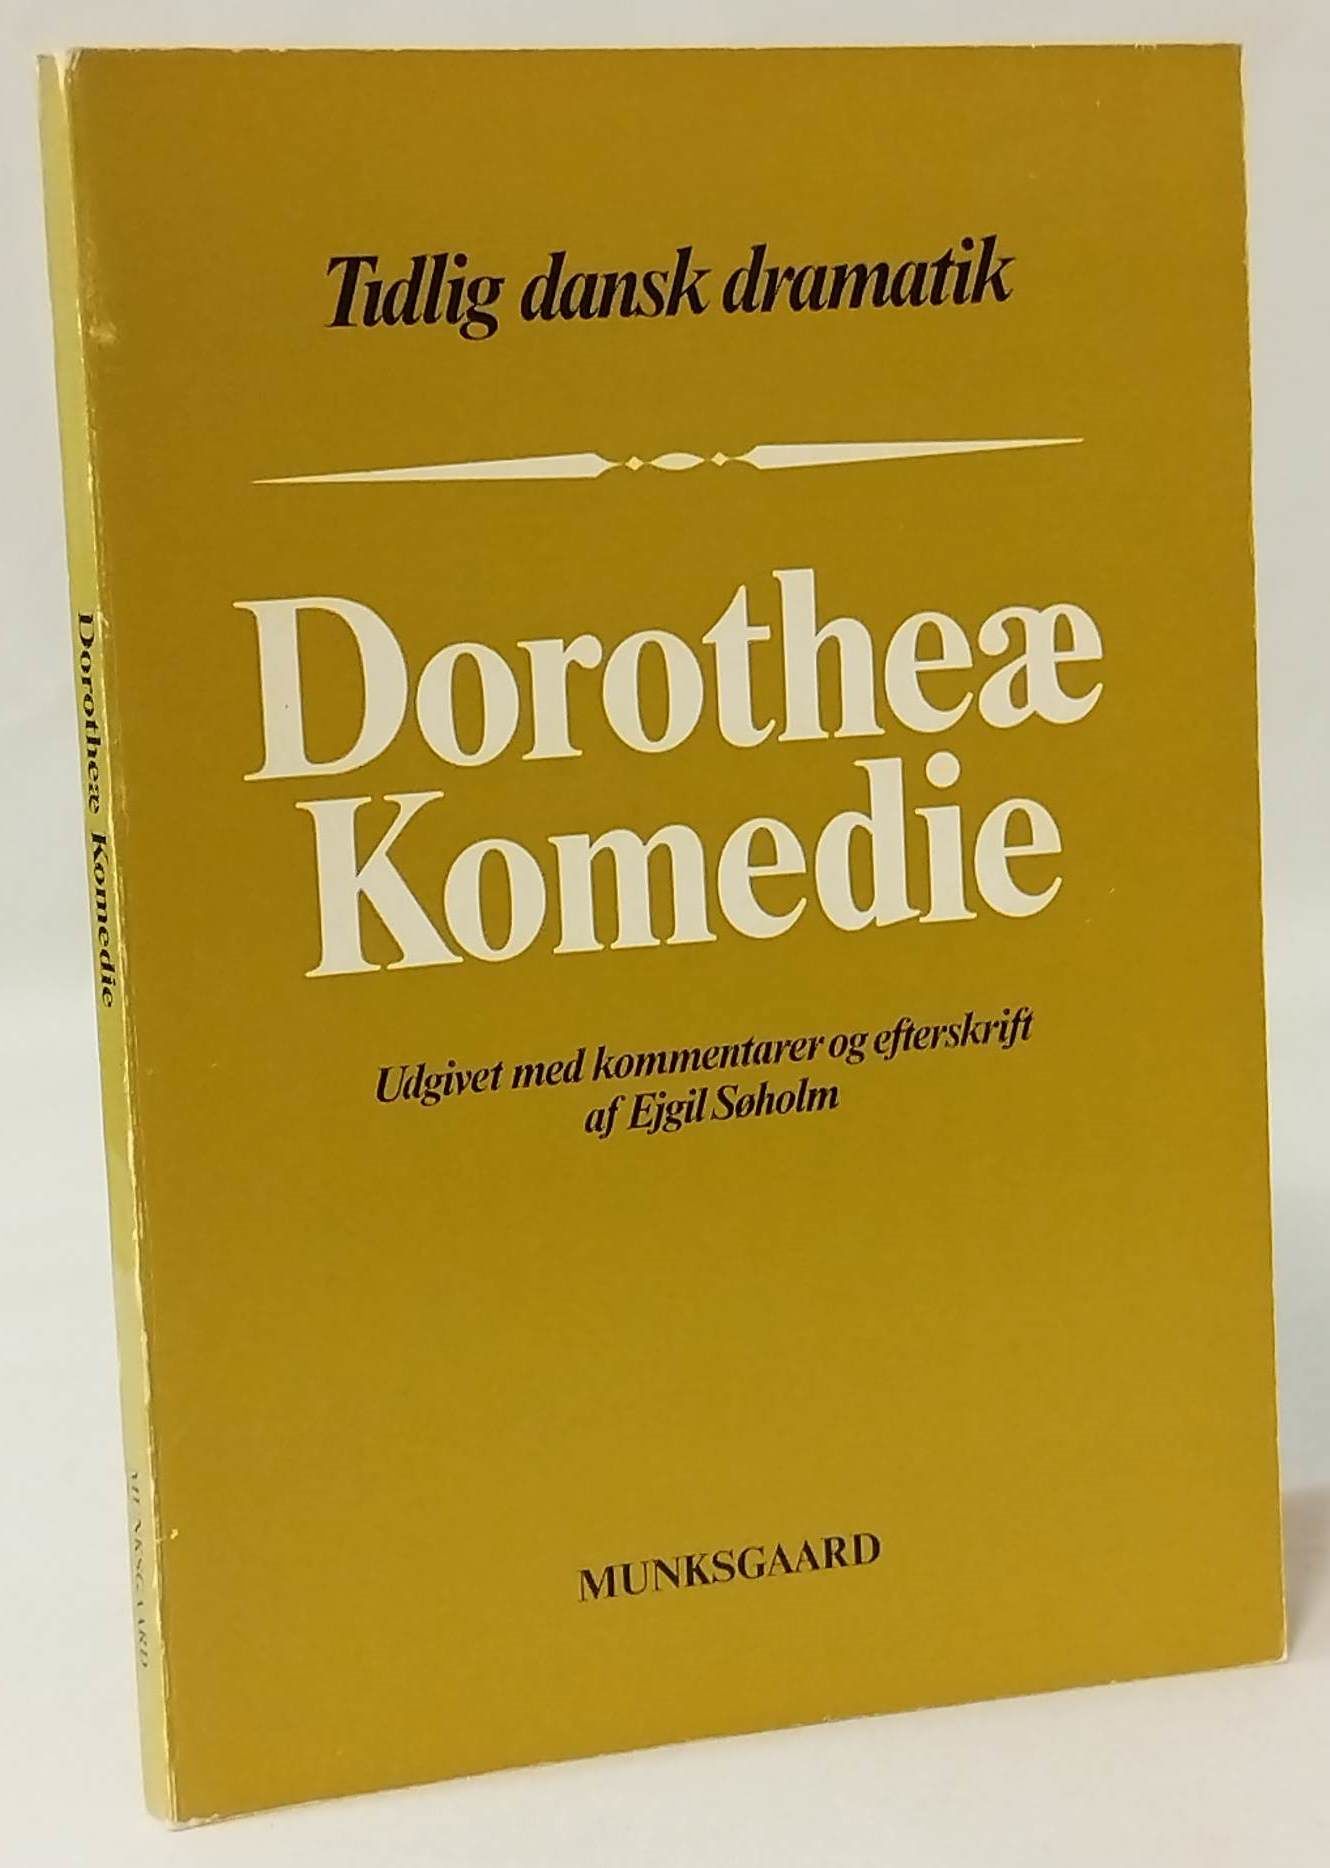 Tidlig dansk dramatik
Dorotheæ
Komedie
Udgivet med kommentarer og efterskrift
af Ejgil Søholm
MUNKSGAARD
Dorotheæ Komedie
MUNKSGAARD